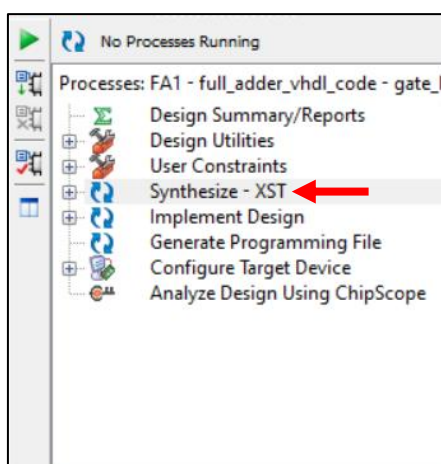 No Processes Running
Processes: FA1 - full_adder_vhdl_code - gate_l
Design Summary/Reports
Design Utilities
User Constraints
Synthesize - XST
Implement Design
Generate Programming File
Configure Target Device
Analyze Design Using ChipScope